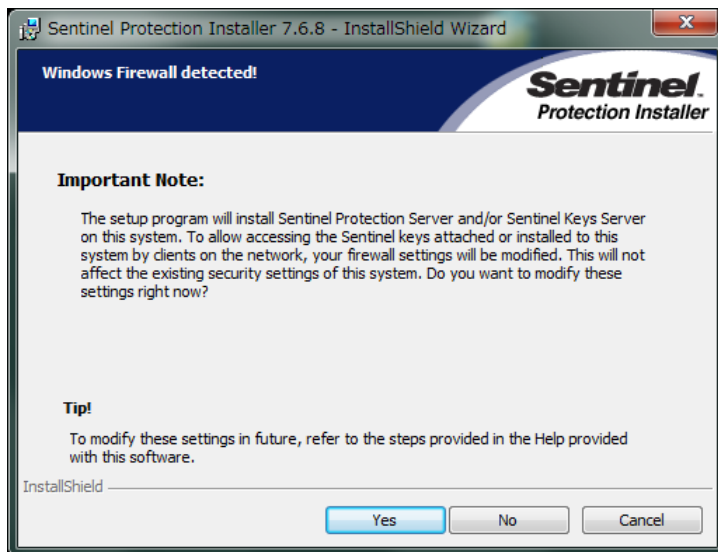 Sentinel Protection Installer 7.6.8 - InstallShield Wizard
Windows Firewall detected!
Sentinel.
Protection Installer
Important Note:
The setup program will install Sentinel Protection Server and/or Sentinel Keys Server
on this system. To allow accessing the Sentinel keys attached or installed to this
system by clients on the network, your firewall settings will be modified. This will not
affect the existing security settings of this system. Do you want to modify these
settings right now?
Tip!
To modify these settings in future, refer to the steps provided in the Help provided
with this software.
InstallShield
Yes No Cancel